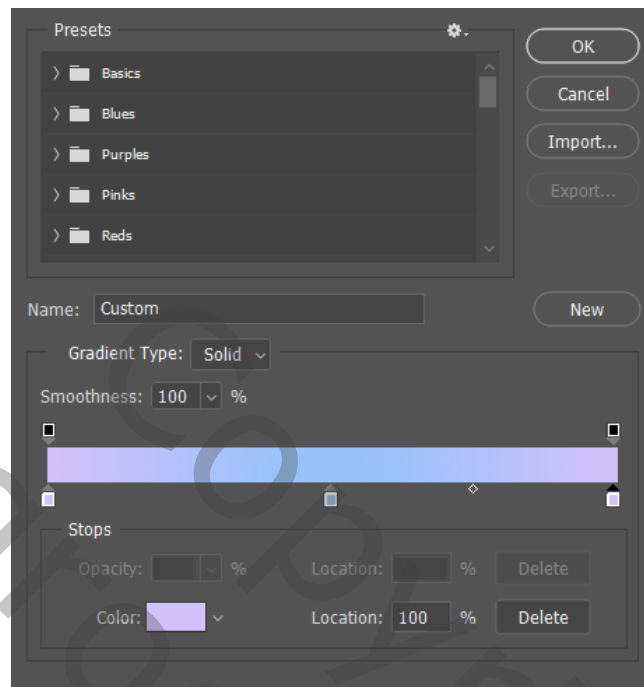 Presets
OK
Basics
Cancel
Blues
Import...
Purples
Pinks
Export...
Reds
Name: Custom
New
Gradient Type: Solid
Smoothness: 100 %
Stops
Opacity: % Location: % Delete
Color: Location: 100 % Delete